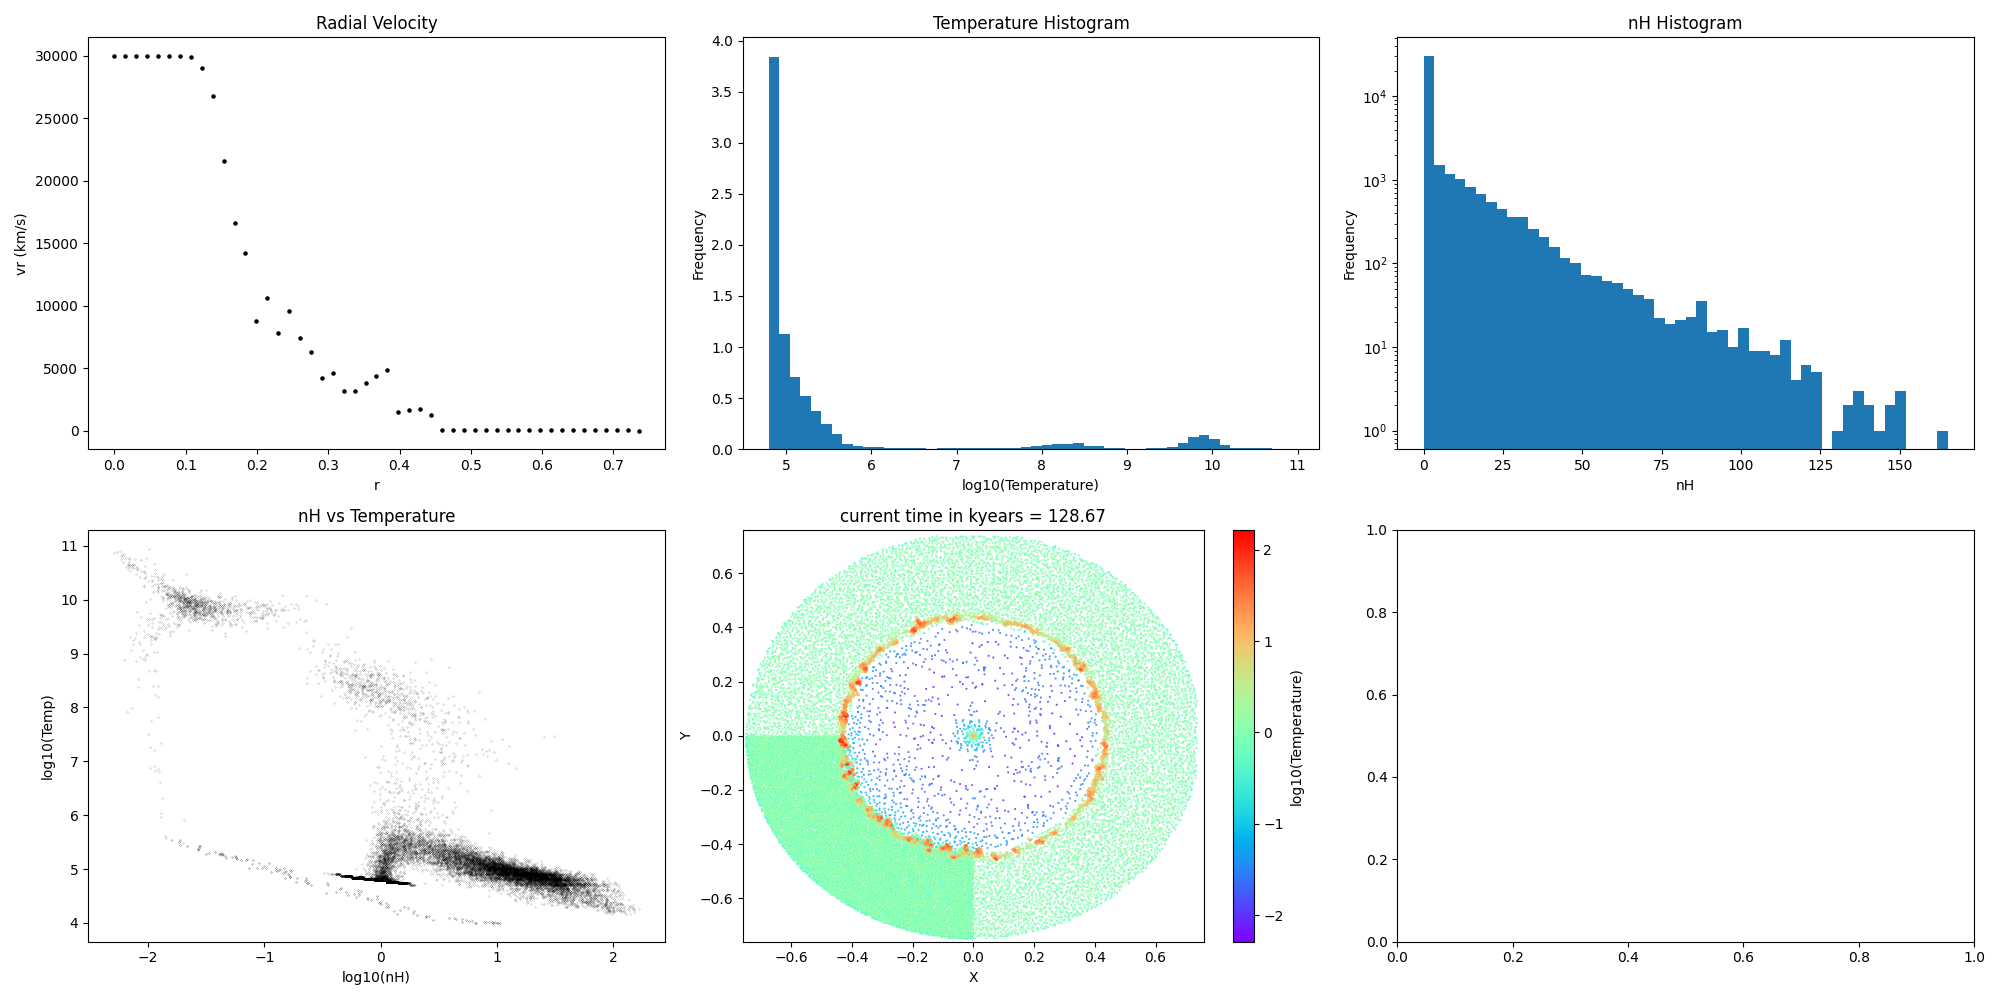 Radial Velocity
30000
25000
20000
15000
10000
5000
0
vr (km/s)
0.0 0.1 0.2 0.3 0.4 0.5 0.6 0.7
r
Temperature Histogram
4.0
3.5
3.0
2.5
2.0
1.5
1.0
0.5
0.0
Frequency
5 6 7 8 9 10 11
log10(Temperature)
nH Histogram
10^4
10^3
10^2
10^1
10^0
Frequency
0 25 50 75 100 125 150
nH
nH vs Temperature
11
10
9
8
7
6
5
4
log10(Temp)
−2 −1 0 1 2
log10(nH)
current time in kyears = 128.67
0.6
0.4
0.2
0.0
−0.2
−0.4
−0.6
Y
−0.6 −0.4 −0.2 0.0 0.2 0.4 0.6
X
2
1
0
−1
−2
log10(Temperature)
1.0
0.8
0.6
0.4
0.2
0.0
0.0 0.2 0.4 0.6 0.8 1.0